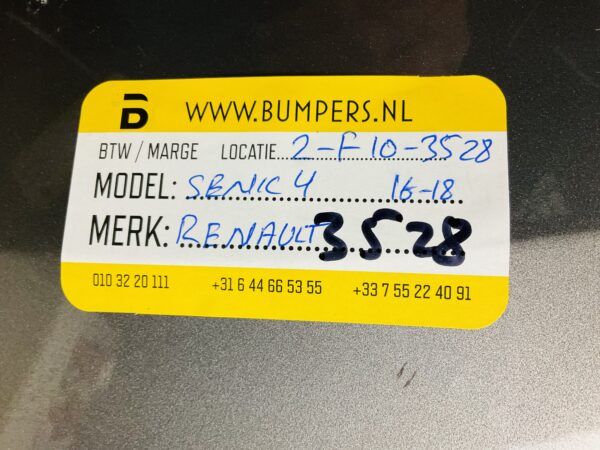 B WWW.BUMPERS.NL
BTW / MARGE LOCATIE 2-F10-3528
MODEL: SENIC 4 16-18
MERK: RENAULT 3528
010 32 20 111 +31 6 44 66 53 55 +33 7 55 22 40 91